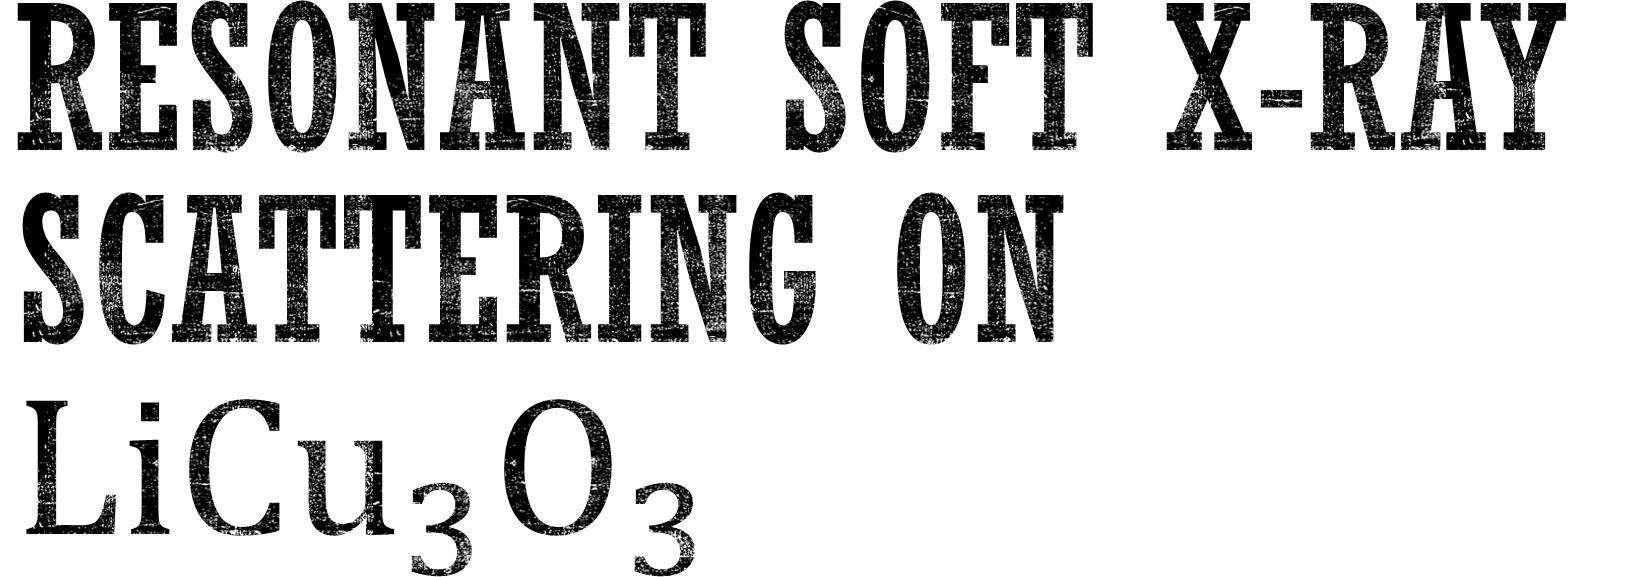 RESONANT SOFT X-RAY
SCATTERING ON
LiCu₃O₃